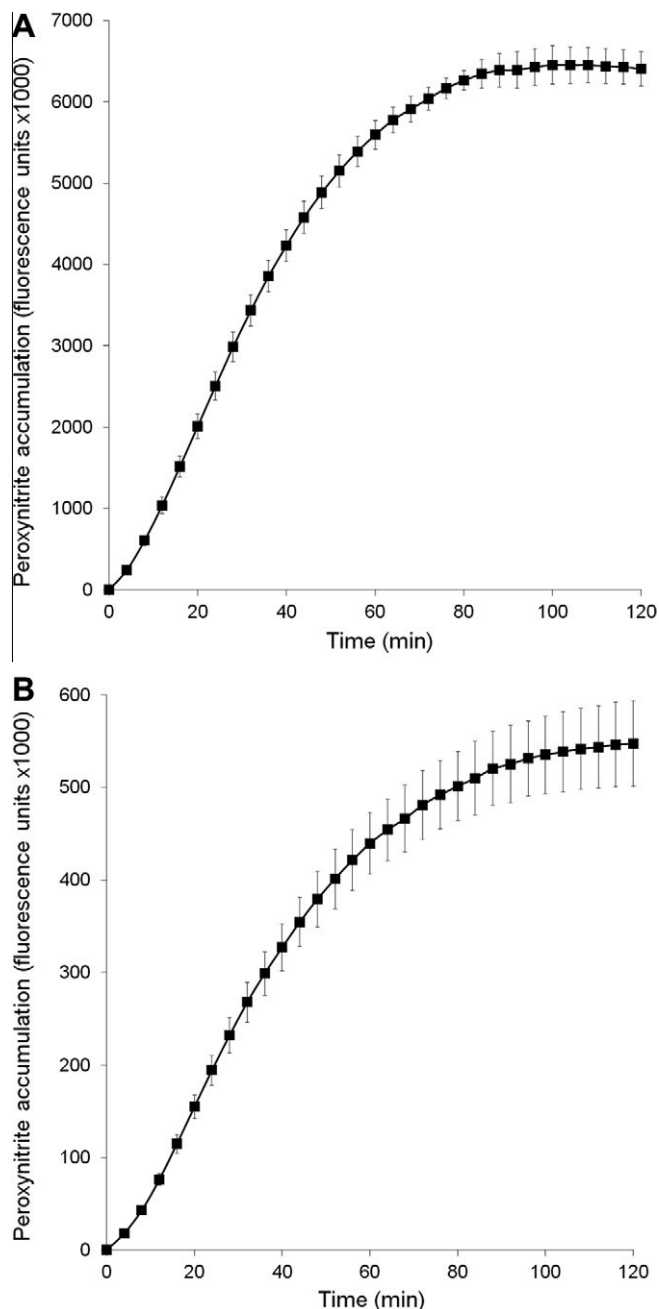 A
Peroxynitrite accumulation (fluorescence units x1000)
7000
6000
5000
4000
3000
2000
1000
0
0 20 40 60 80 100 120
Time (min)
B
Peroxynitrite accumulation (fluorescence units x1000)
600
500
400
300
200
100
0
0 20 40 60 80 100 120
Time (min)